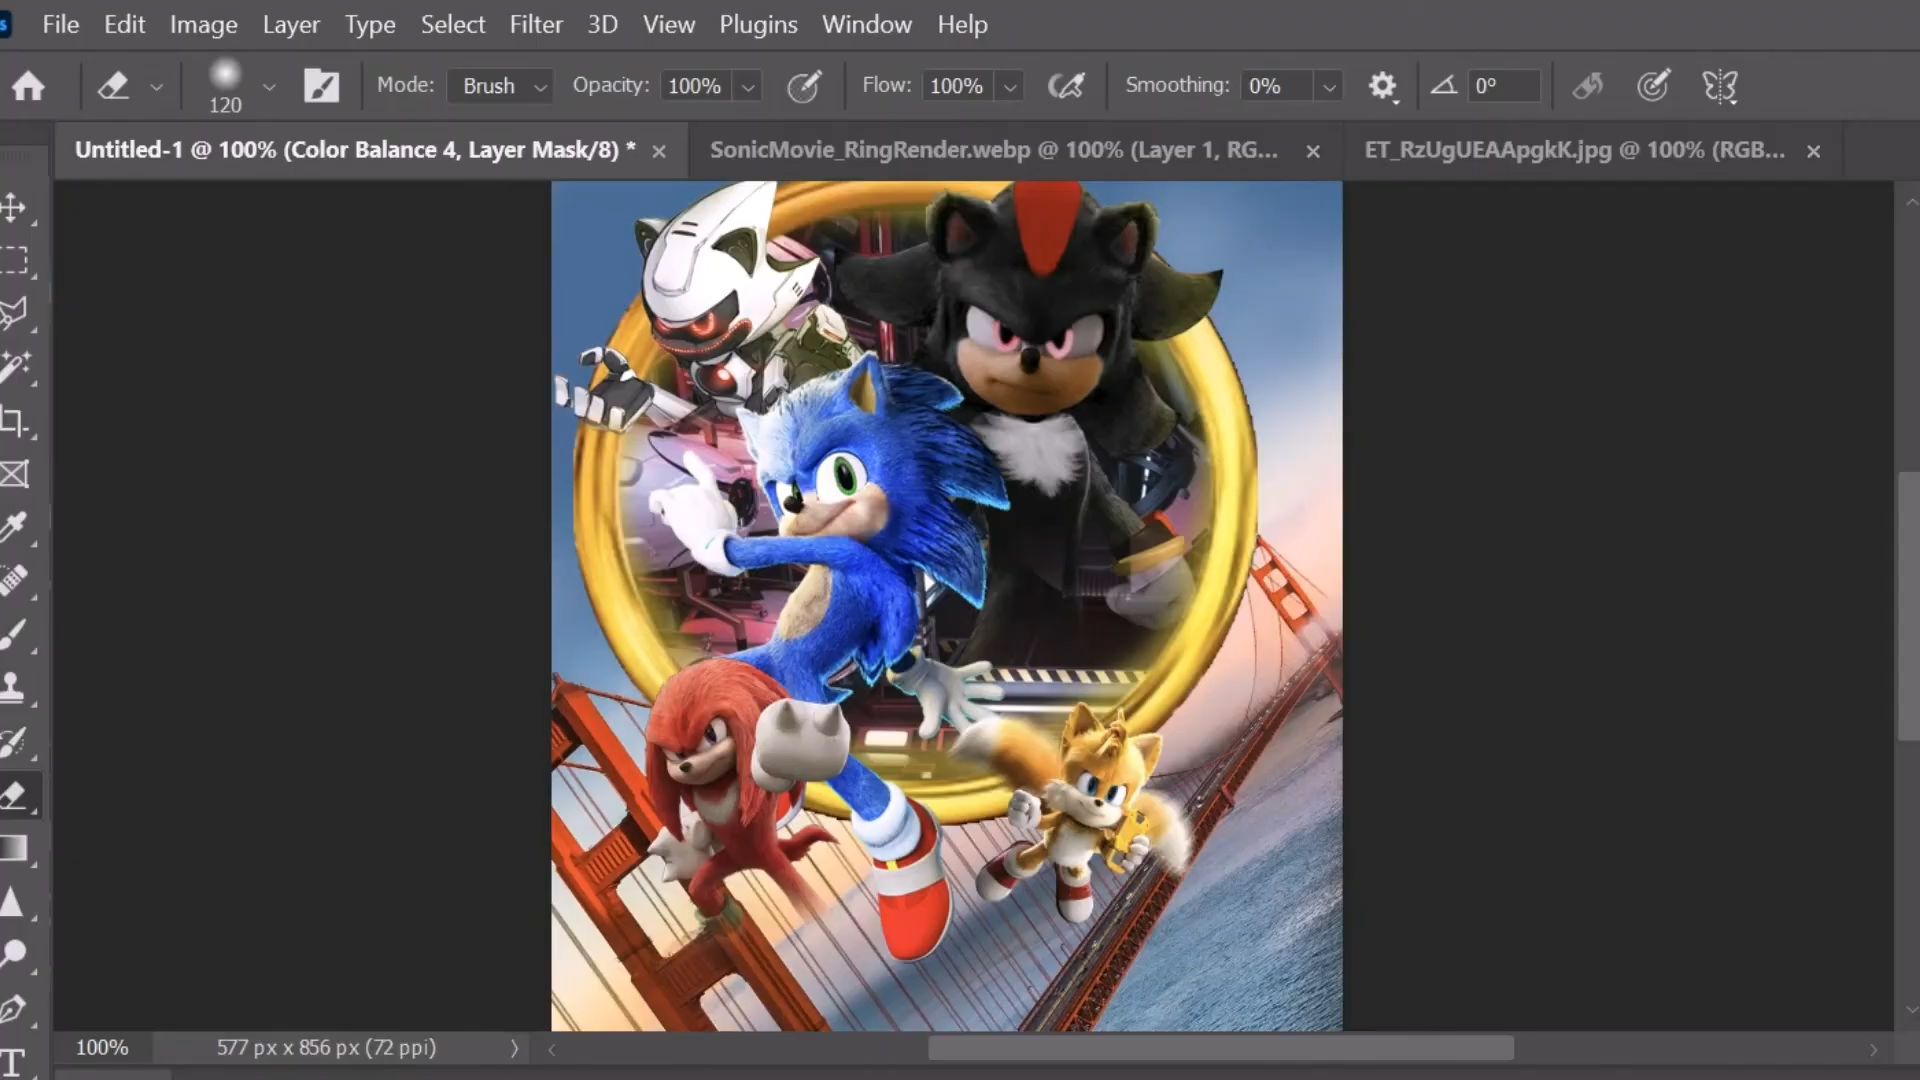 File Edit Image Layer Type Select Filter 3D View Plugins Window Help
120 Mode: Brush Opacity: 100% Flow: 100% Smoothing: 0% 0°
Untitled-1 @ 100% (Color Balance 4, Layer Mask/8) * × SonicMovie_RingRender.webp @ 100% (Layer 1, RG... × ET_RzUgUEAApgkK.jpg @ 100% (RGB... ×
100% 577 px x 856 px (72 ppi)